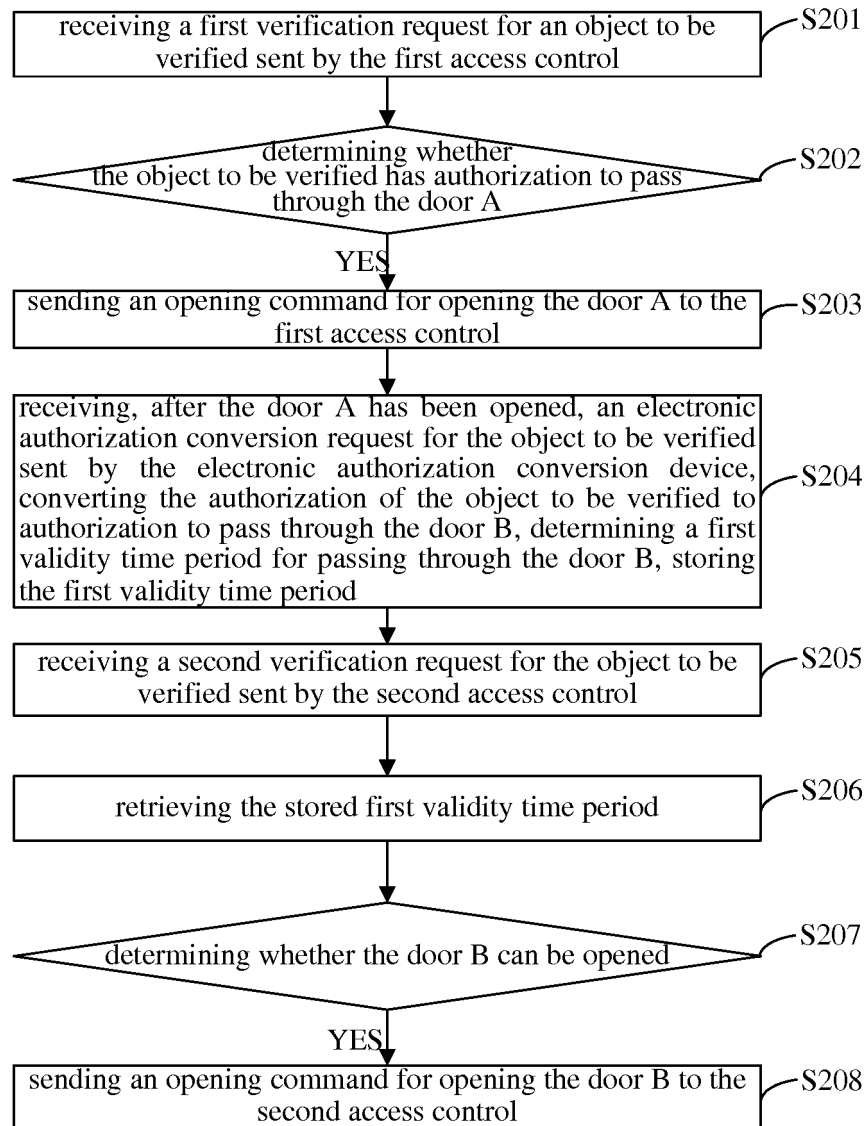 receiving a first verification request for an object to be
verified sent by the first access control
S201
determining whether
the object to be verified has authorization to pass
through the door A
S202
YES
sending an opening command for opening the door A to the
first access control
S203
receiving, after the door A has been opened, an electronic
authorization conversion request for the object to be verified
sent by the electronic authorization conversion device,
converting the authorization of the object to be verified to
authorization to pass through the door B, determining a first
validity time period for passing through the door B, storing
the first validity time period
S204
receiving a second verification request for the object to be
verified sent by the second access control
S205
retrieving the stored first validity time period
S206
determining whether the door B can be opened
S207
YES
sending an opening command for opening the door B to the
second access control
S208